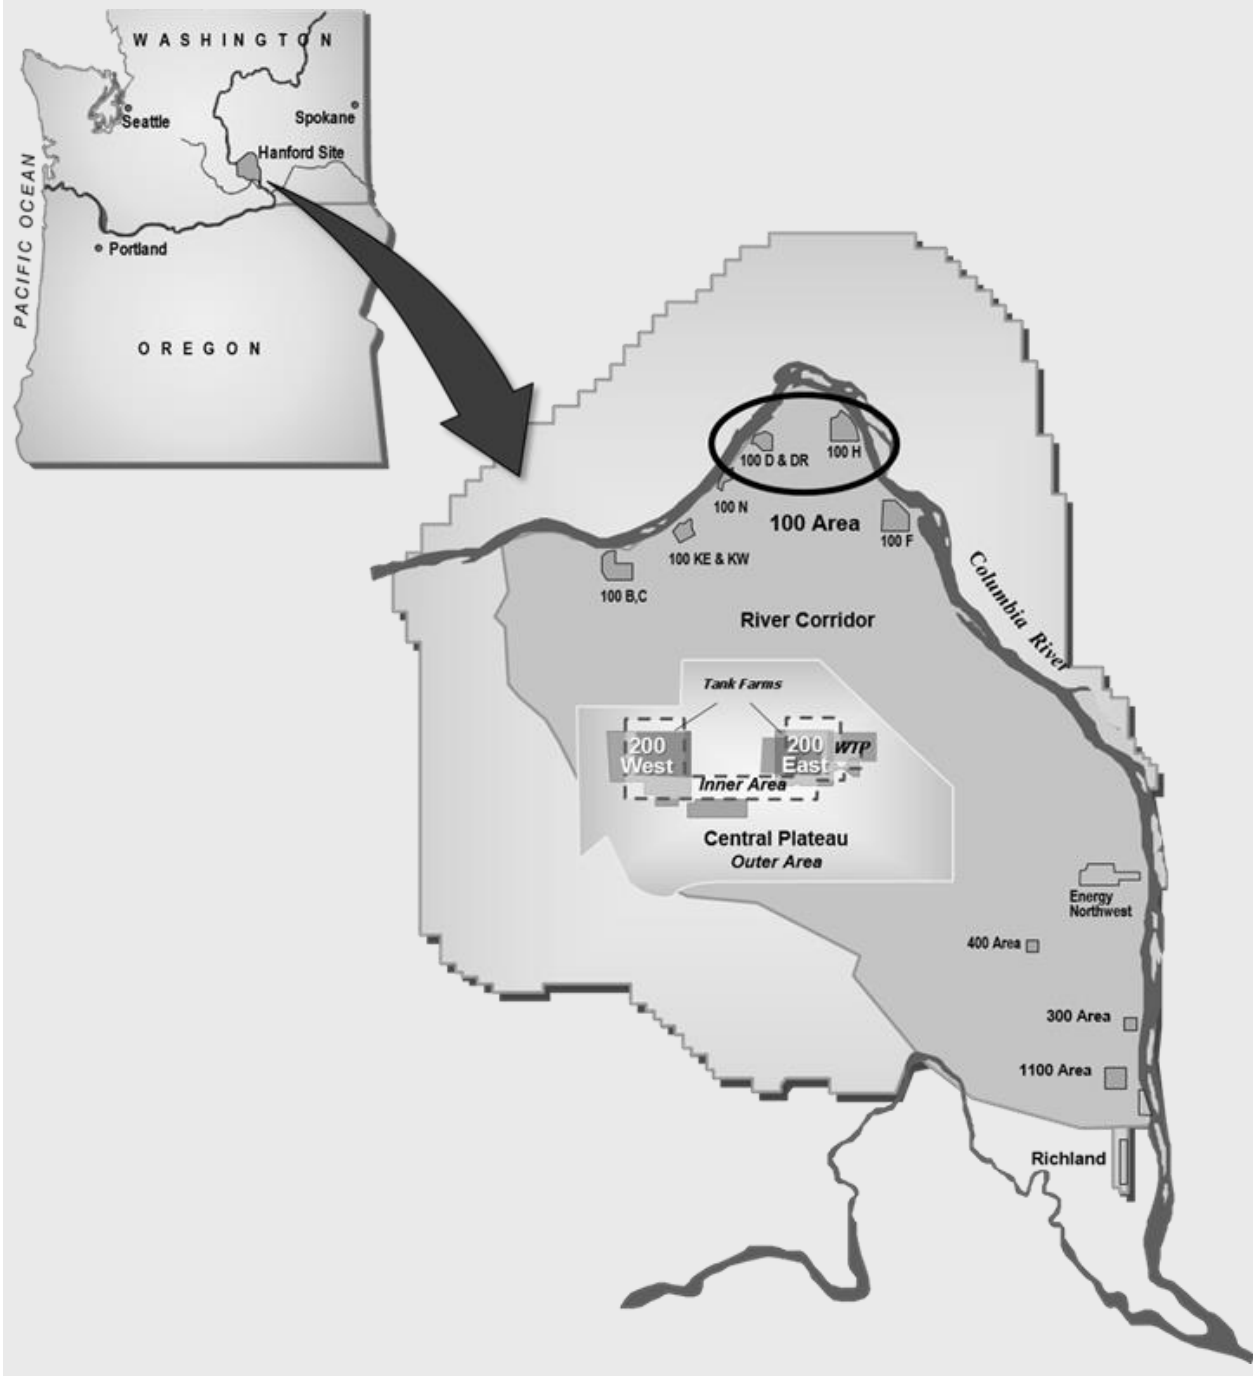 WASHINGTON
Seattle
Spokane
Hanford Site
PACIFIC OCEAN
Portland
OREGON
100 D & DR
100 H
100 N
100 Area
100 F
100 KE & KW
100 B,C
Columbia River
River Corridor
Tank Farms
200
West
200
East
WTP
Inner Area
Central Plateau
Outer Area
Energy
Northwest
400 Area
300 Area
1100 Area
Richland